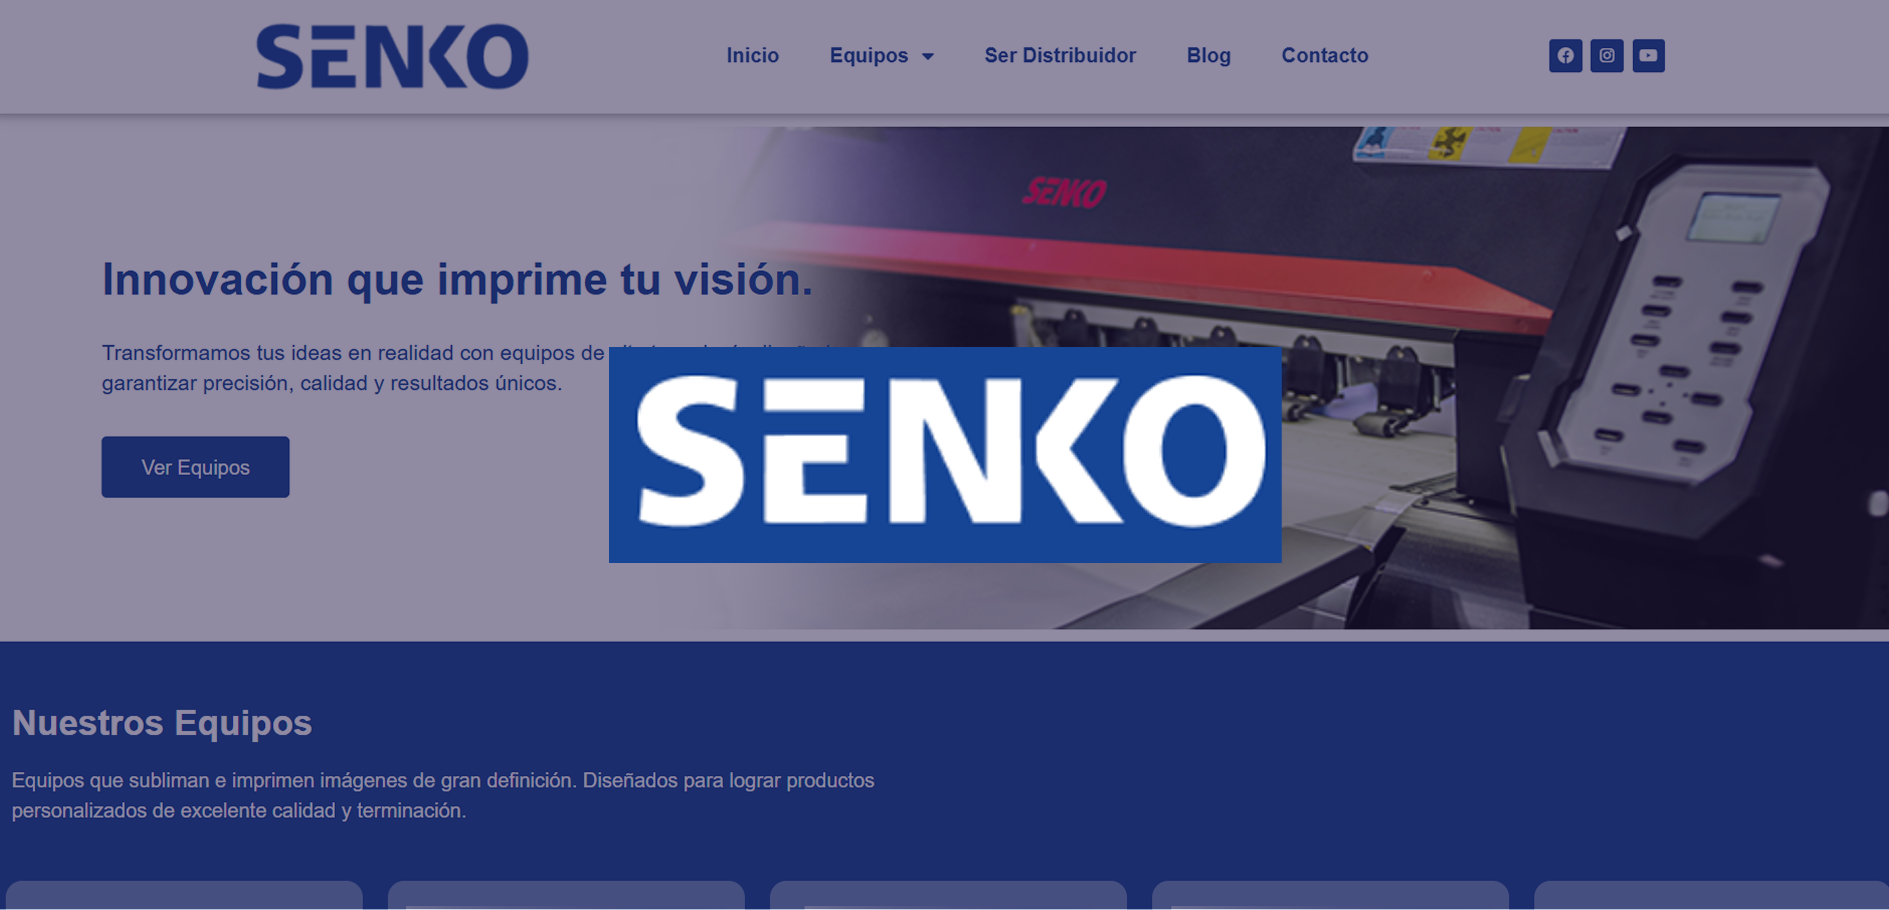 SENKO
Inicio Equipos Ser Distribuidor Blog Contacto
SENKO
Innovación que imprime tu visión.
Transformamos tus ideas en realidad con equipos de
garantizar precisión, calidad y resultados únicos.
SENKO
Ver Equipos
Nuestros Equipos
Equipos que subliman e imprimen imágenes de gran definición. Diseñados para lograr productos
personalizados de excelente calidad y terminación.